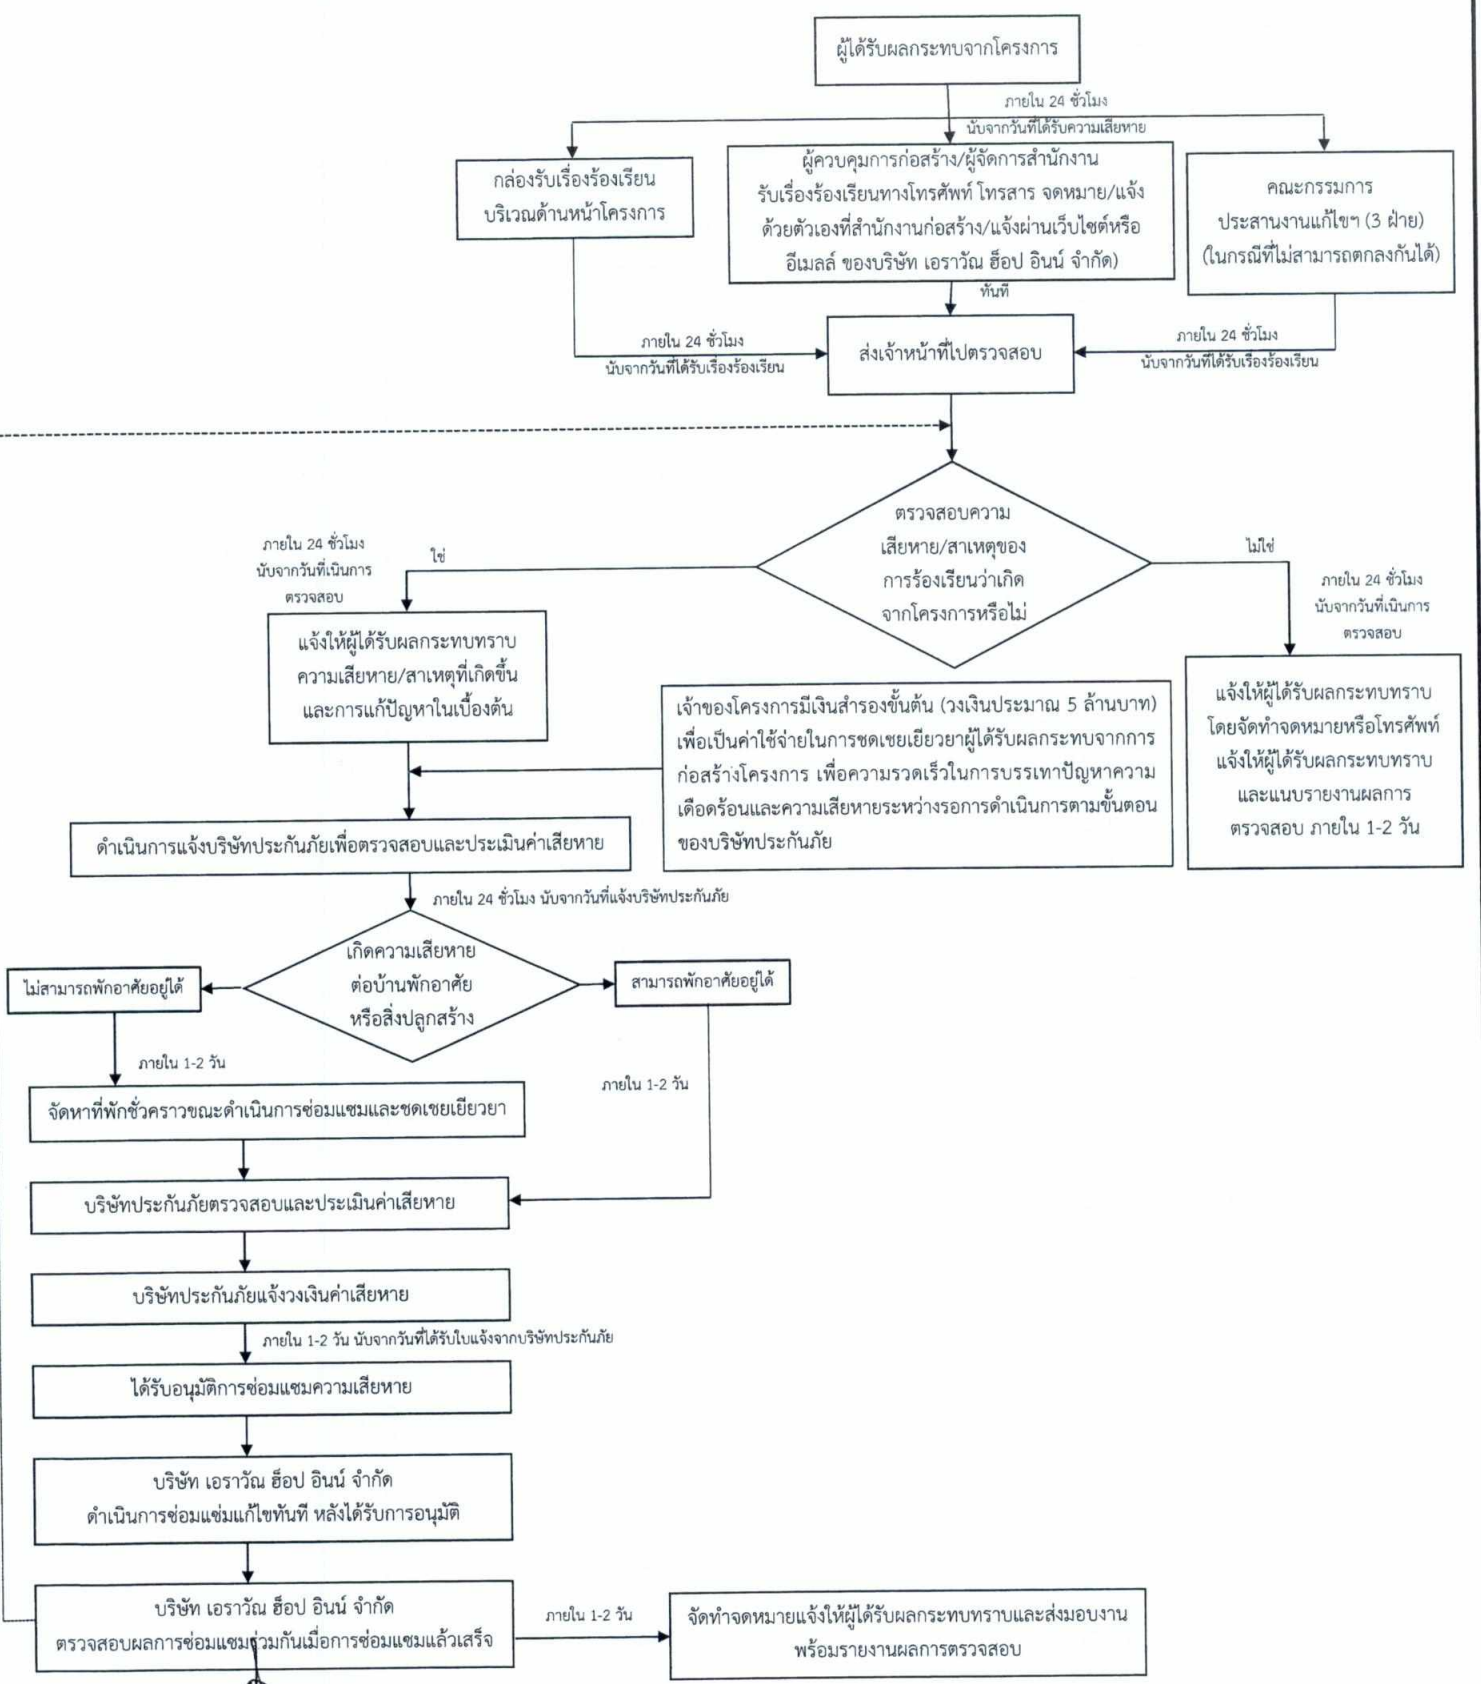 ผู้ได้รับผลกระทบจากโครงการ
ภายใน 24 ชั่วโมง
นับจากวันที่ได้รับความเสียหาย
กล่องรับเรื่องร้องเรียน
บริเวณด้านหน้าโครงการ
ผู้ควบคุมการก่อสร้าง/ผู้จัดการสำนักงาน
รับเรื่องร้องเรียนทางโทรศัพท์ โทรสาร จดหมาย/แจ้ง
ด้วยตัวเองที่สำนักงานก่อสร้าง/แจ้งผ่านเว็บไซต์หรือ
อีเมลล์ ของบริษัท เอราวัณ ฮ็อป อินน์ จำกัด)
คณะกรรมการ
ประสานงานแก้ไขฯ (3 ฝ่าย)
(ในกรณีที่ไม่สามารถตกลงกันได้)
ทันที
ภายใน 24 ชั่วโมง
นับจากวันที่ได้รับเรื่องร้องเรียน
ส่งเจ้าหน้าที่ไปตรวจสอบ
ภายใน 24 ชั่วโมง
นับจากวันที่ได้รับเรื่องร้องเรียน
ตรวจสอบความ
เสียหาย/สาเหตุของ
การร้องเรียนว่าเกิด
จากโครงการหรือไม่
ภายใน 24 ชั่วโมง
นับจากวันที่เนินการ
ตรวจสอบ
ใช่
ไม่ใช่
ภายใน 24 ชั่วโมง
นับจากวันที่เนินการ
ตรวจสอบ
แจ้งให้ผู้ได้รับผลกระทบทราบ
ความเสียหาย/สาเหตุที่เกิดขึ้น
และการแก้ปัญหาในเบื้องต้น
เจ้าของโครงการมีเงินสำรองขั้นต้น (วงเงินประมาณ 5 ล้านบาท)
เพื่อเป็นค่าใช้จ่ายในการชดเชยเยียวยาผู้ได้รับผลกระทบจากการ
ก่อสร้างโครงการ เพื่อความรวดเร็วในการบรรเทาปัญหาความ
เดือดร้อนและความเสียหายระหว่างรอการดำเนินการตามขั้นตอน
ของบริษัทประกันภัย
แจ้งให้ผู้ได้รับผลกระทบทราบ
โดยจัดทำจดหมายหรือโทรศัพท์
แจ้งให้ผู้ได้รับผลกระทบทราบ
และแนบรายงานผลการ
ตรวจสอบ ภายใน 1-2 วัน
ดำเนินการแจ้งบริษัทประกันภัยเพื่อตรวจสอบและประเมินค่าเสียหาย
ภายใน 24 ชั่วโมง นับจากวันที่แจ้งบริษัทประกันภัย
เกิดความเสียหาย
ต่อบ้านพักอาศัย
หรือสิ่งปลูกสร้าง
ไม่สามารถพักอาศัยอยู่ได้
สามารถพักอาศัยอยู่ได้
ภายใน 1-2 วัน
ภายใน 1-2 วัน
จัดหาที่พักชั่วคราวขณะดำเนินการซ่อมแซมและชดเชยเยียวยา
บริษัทประกันภัยตรวจสอบและประเมินค่าเสียหาย
บริษัทประกันภัยแจ้งวงเงินค่าเสียหาย
ภายใน 1-2 วัน นับจากวันที่ได้รับใบแจ้งจากบริษัทประกันภัย
ได้รับอนุมัติการซ่อมแซมความเสียหาย
บริษัท เอราวัณ ฮ็อป อินน์ จำกัด
ดำเนินการซ่อมแซ่มแก้ไขทันที หลังได้รับการอนุมัติ
บริษัท เอราวัณ ฮ็อป อินน์ จำกัด
ตรวจสอบผลการซ่อมแซมร่วมกันเมื่อการซ่อมแซมแล้วเสร็จ
ภายใน 1-2 วัน
จัดทำจดหมายแจ้งให้ผู้ได้รับผลกระทบทราบและส่งมอบงาน
พร้อมรายงานผลการตรวจสอบ